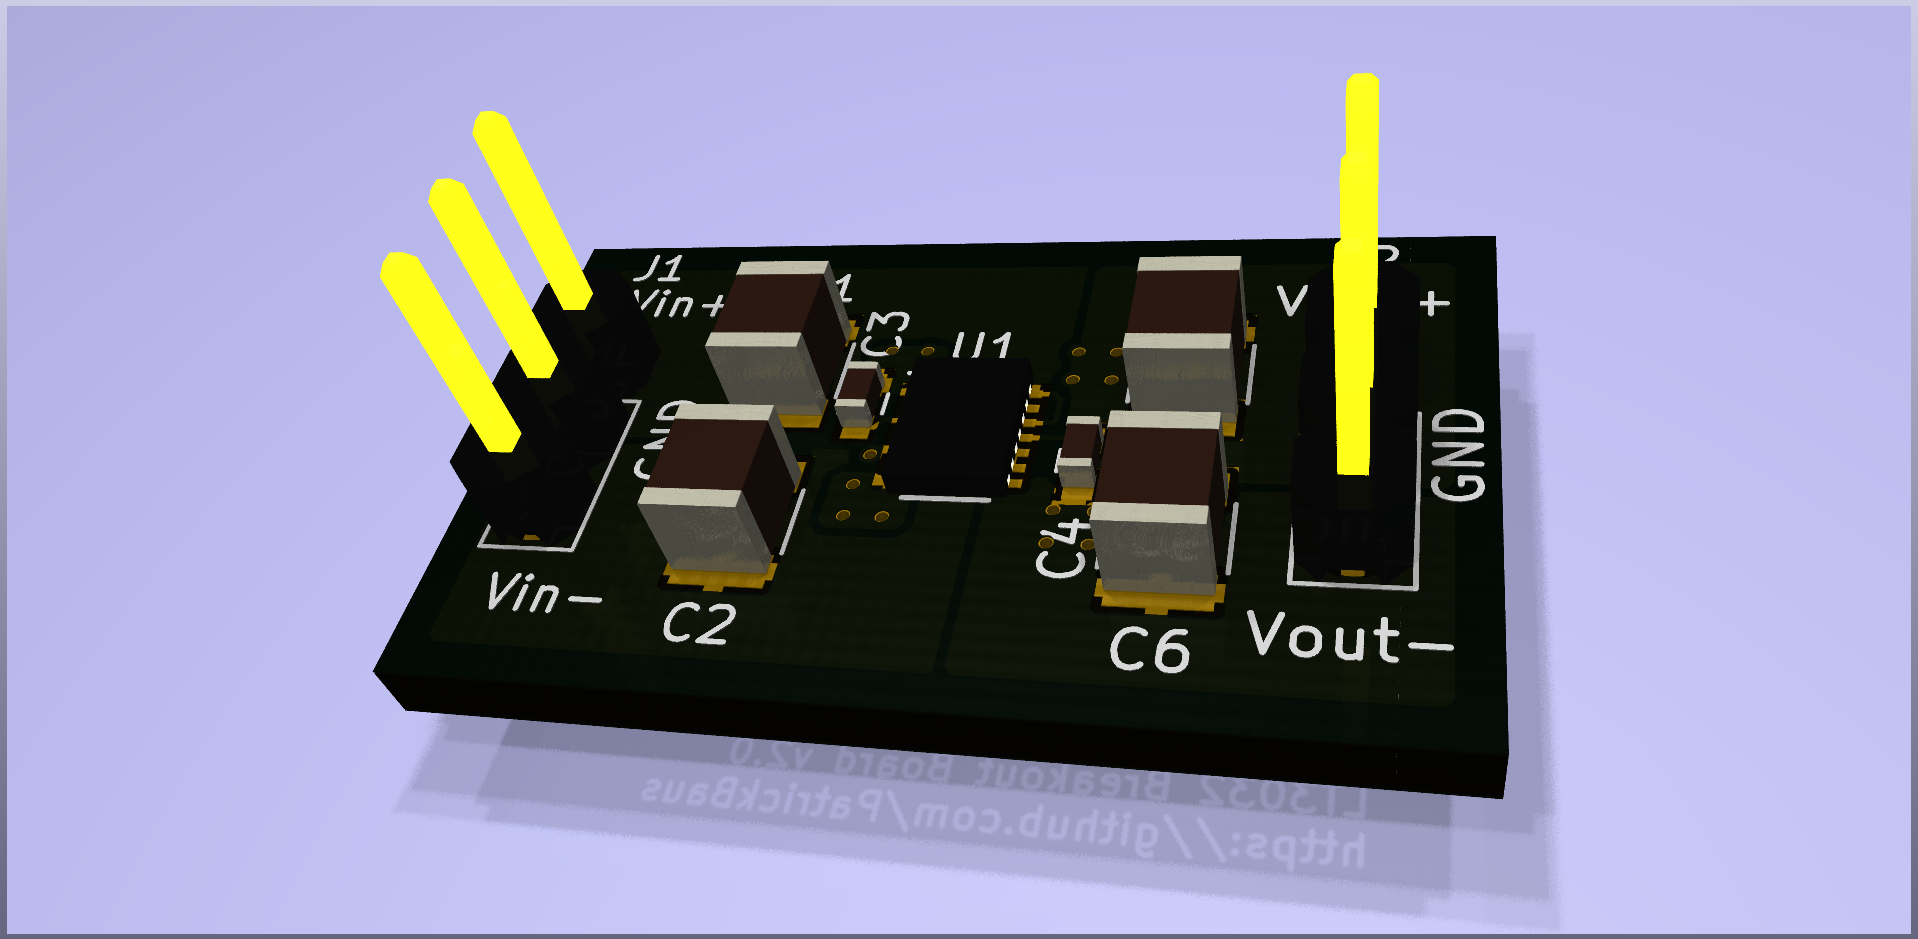 J1
Vin+
C3
U1
+
GND
GND
C4
Vin-
C2
C6
Vout-
LT3032 Breakout Board v2.0
https://github.com/PatrickBaus